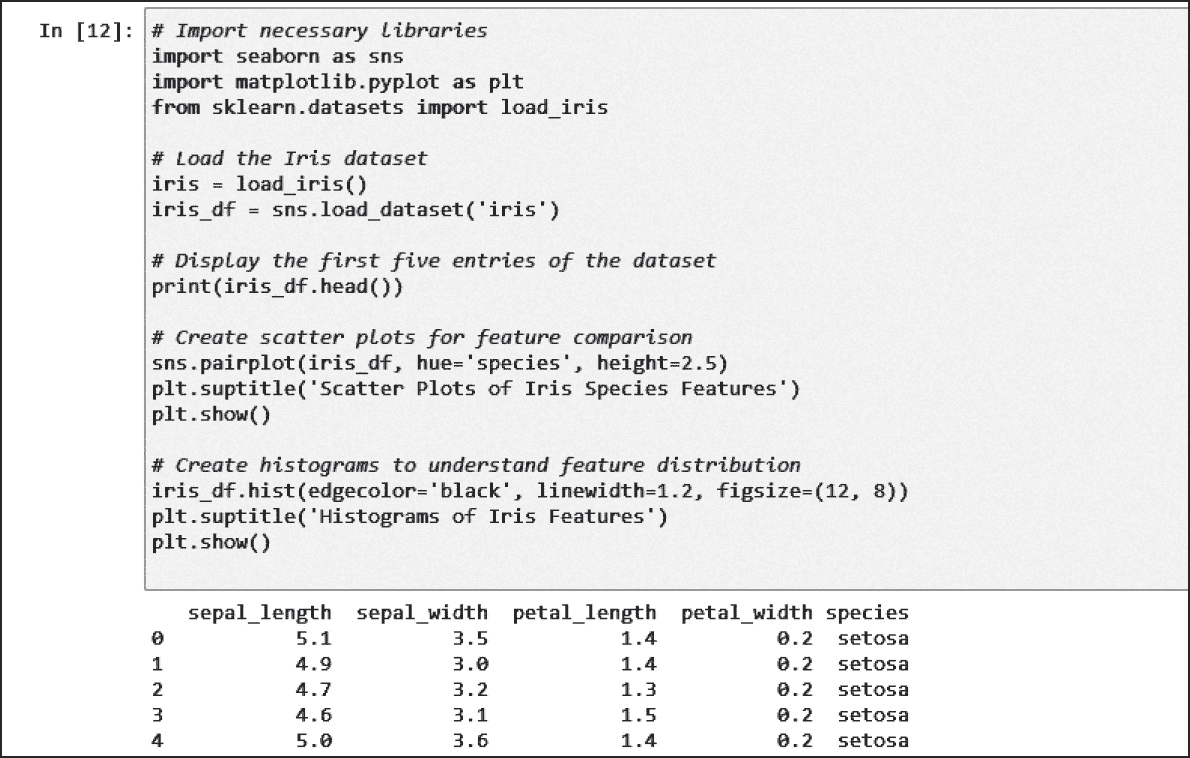 In [12]: # Import necessary libraries
import seaborn as sns
import matplotlib.pyplot as plt
from sklearn.datasets import load_iris

# Load the Iris dataset
iris = load_iris()
iris_df = sns.load_dataset('iris')

# Display the first five entries of the dataset
print(iris_df.head())

# Create scatter plots for feature comparison
sns.pairplot(iris_df, hue='species', height=2.5)
plt.suptitle('Scatter Plots of Iris Species Features')
plt.show()

# Create histograms to understand feature distribution
iris_df.hist(edgecolor='black', linewidth=1.2, figsize=(12, 8))
plt.suptitle('Histograms of Iris Features')
plt.show()

   sepal_length  sepal_width  petal_length  petal_width species
0           5.1          3.5           1.4          0.2  setosa
1           4.9          3.0           1.4          0.2  setosa
2           4.7          3.2           1.3          0.2  setosa
3           4.6          3.1           1.5          0.2  setosa
4           5.0          3.6           1.4          0.2  setosa